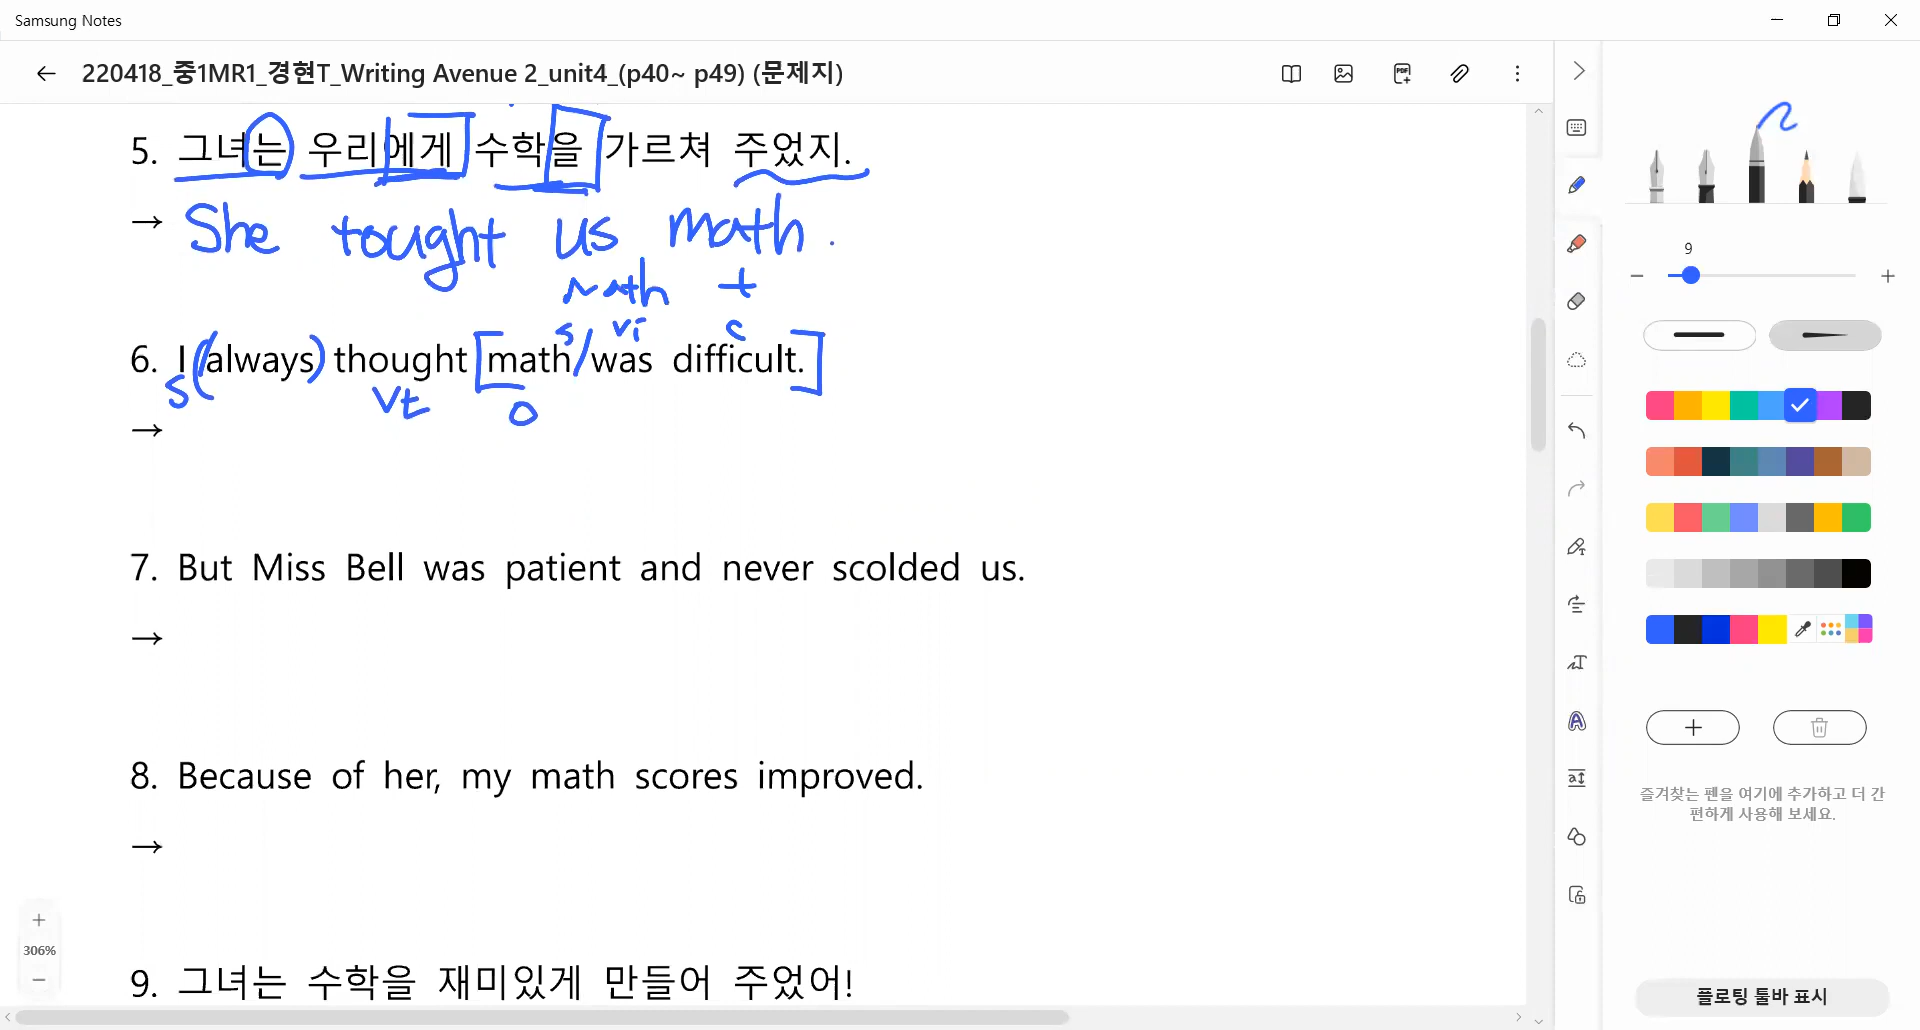 Samsung Notes
220418_중1MR1_경현T_Writing Avenue 2_unit4_(p40~ p49) (문제지)
5. 그녀는 우리에게 수학을 가르쳐 주었지.
→ She tought us math.
math t
s vi c
6. I (always) thought [math/was difficult.]
s vt o
→
7. But Miss Bell was patient and never scolded us.
→
8. Because of her, my math scores improved.
→
9. 그녀는 수학을 재미있게 만들어 주었어!
306%
PDF
9
즐겨찾는 펜을 여기에 추가하고 더 간
편하게 사용해 보세요.
플로팅 툴바 표시